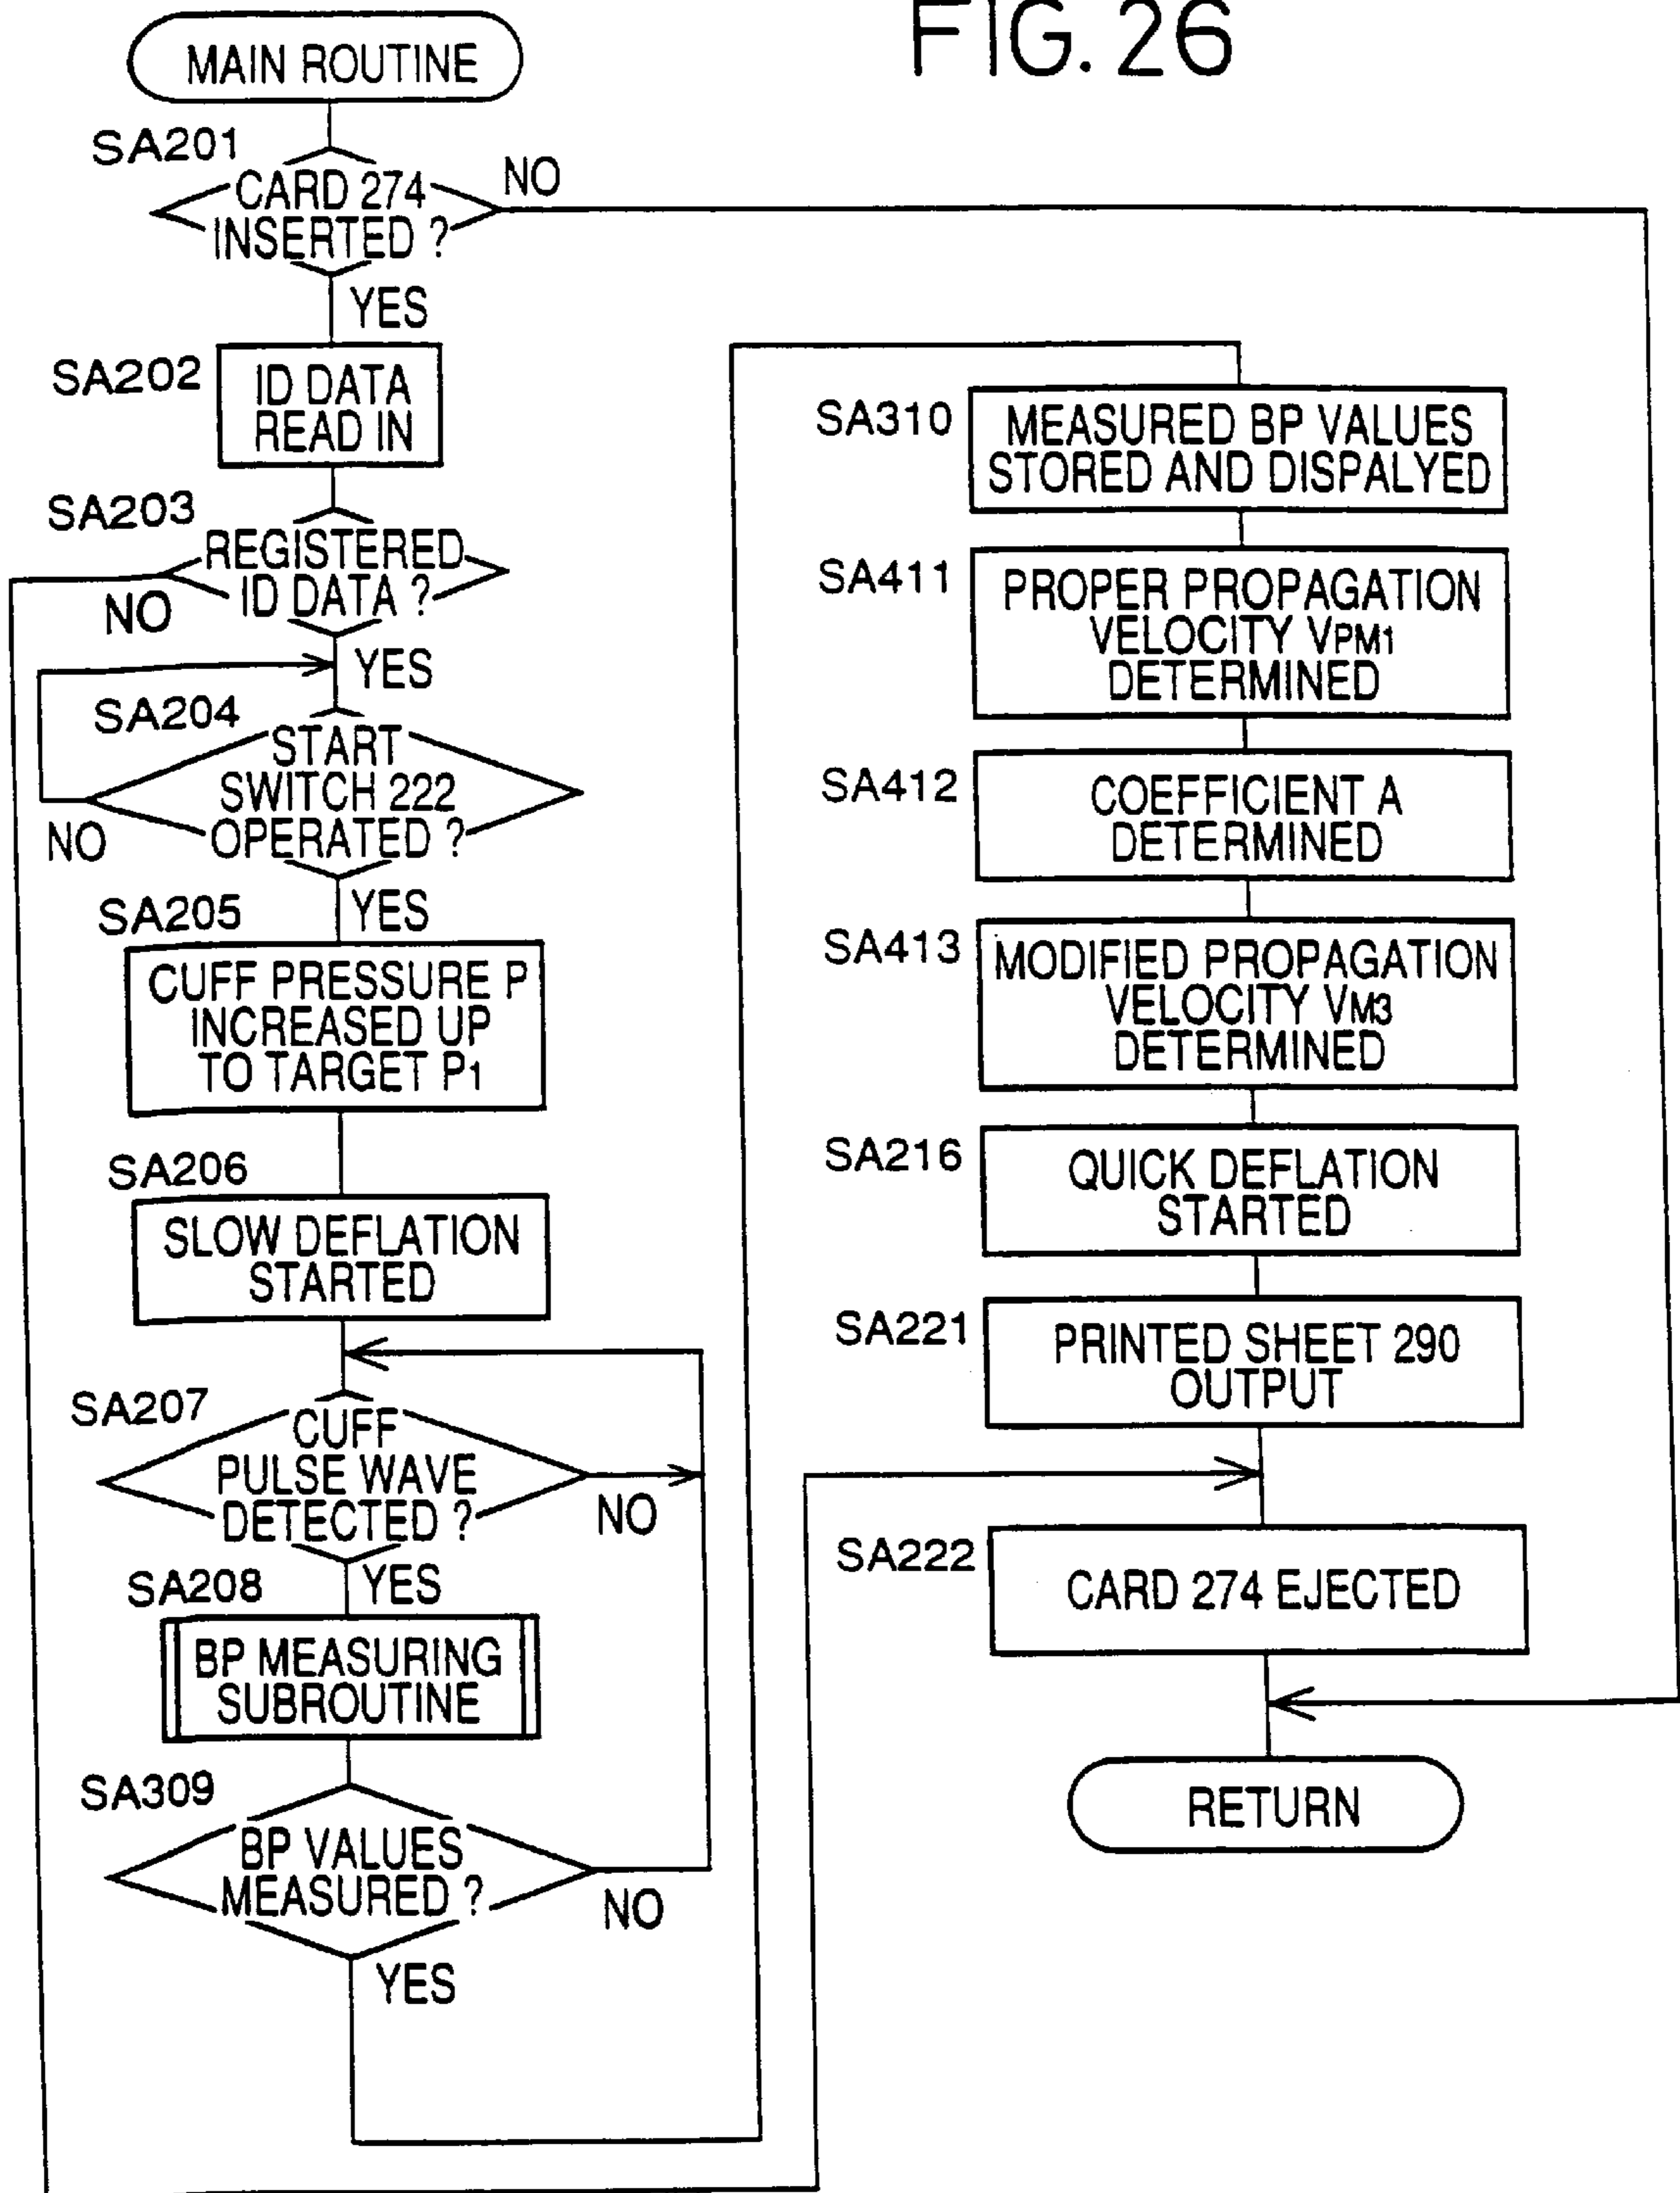 FIG. 26
MAIN ROUTINE
SA201
CARD 274
INSERTED ?
NO
YES
SA202
ID DATA
READ IN
SA203
REGISTERED
ID DATA ?
NO
YES
SA204
START
SWITCH 222
OPERATED ?
NO
YES
SA205
CUFF PRESSURE P
INCREASED UP
TO TARGET P1
SA206
SLOW DEFLATION
STARTED
SA207
CUFF
PULSE WAVE
DETECTED ?
NO
YES
SA208
BP MEASURING
SUBROUTINE
SA309
BP VALUES
MEASURED ?
NO
YES
SA310
MEASURED BP VALUES
STORED AND DISPALYED
SA411
PROPER PROPAGATION
VELOCITY VPM1
DETERMINED
SA412
COEFFICIENT A
DETERMINED
SA413
MODIFIED PROPAGATION
VELOCITY VM3
DETERMINED
SA216
QUICK DEFLATION
STARTED
SA221
PRINTED SHEET 290
OUTPUT
SA222
CARD 274 EJECTED
RETURN